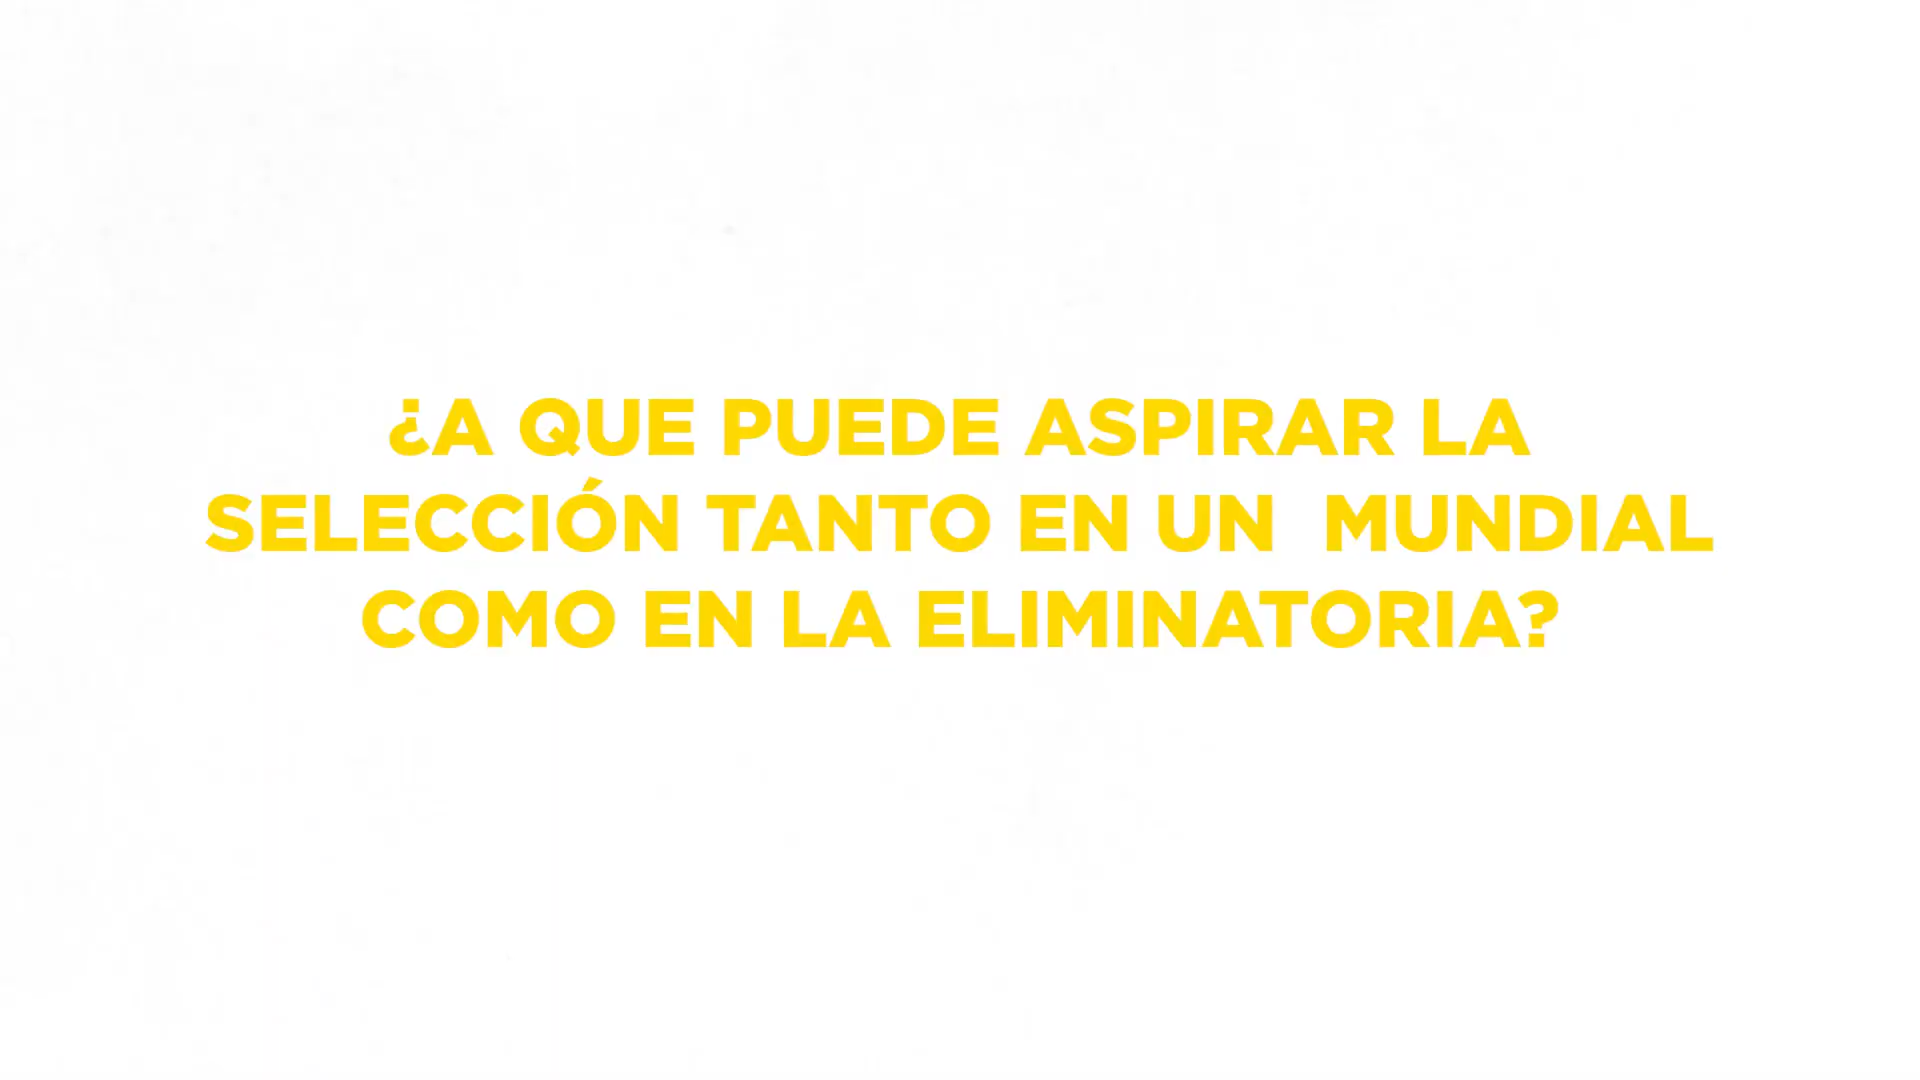 ¿A QUE PUEDE ASPIRAR LA
SELECCIÓN TANTO EN UN  MUNDIAL
COMO EN LA ELIMINATORIA?